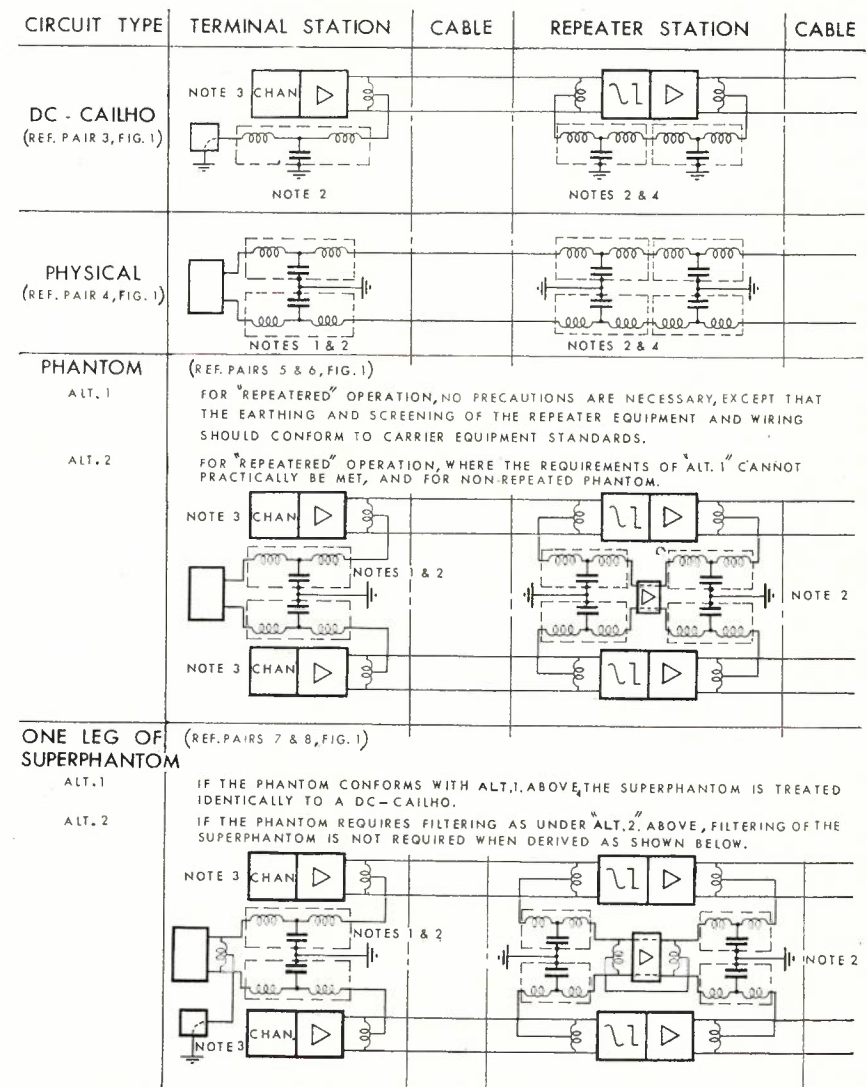 CIRCUIT TYPE TERMINAL STATION CABLE REPEATER STATION CABLE
DC - CAILHO
(REF. PAIR 3, FIG. 1)
NOTE 3 CHAN
NOTE 2
NOTES 2 & 4
PHYSICAL
(REF. PAIR 4, FIG. 1)
NOTES 1 & 2
NOTES 2 & 4
PHANTOM (REF. PAIRS 5 & 6, FIG. 1)
ALT. 1 FOR "REPEATERED" OPERATION, NO PRECAUTIONS ARE NECESSARY, EXCEPT THAT
THE EARTHING AND SCREENING OF THE REPEATER EQUIPMENT AND WIRING
SHOULD CONFORM TO CARRIER EQUIPMENT STANDARDS.
ALT. 2 FOR "REPEATERED" OPERATION, WHERE THE REQUIREMENTS OF "ALT. 1" CANNOT
PRACTICALLY BE MET, AND FOR NON-REPEATED PHANTOM.
NOTE 3 CHAN
NOTES 1 & 2
NOTE 2
NOTE 3 CHAN
ONE LEG OF
SUPERPHANTOM
(REF. PAIRS 7 & 8, FIG. 1)
ALT. 1 IF THE PHANTOM CONFORMS WITH ALT. 1. ABOVE, THE SUPERPHANTOM IS TREATED
IDENTICALLY TO A DC-CAILHO.
ALT. 2 IF THE PHANTOM REQUIRES FILTERING AS UNDER "ALT. 2." ABOVE, FILTERING OF THE
SUPERPHANTOM IS NOT REQUIRED WHEN DERIVED AS SHOWN BELOW.
NOTE 3 CHAN
NOTES 1 & 2
NOTE 2
NOTE 3 CHAN.